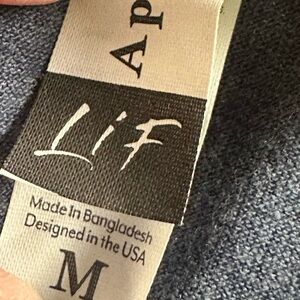 Ap
LiF
Made In Bangladesh
Designed in the USA
M